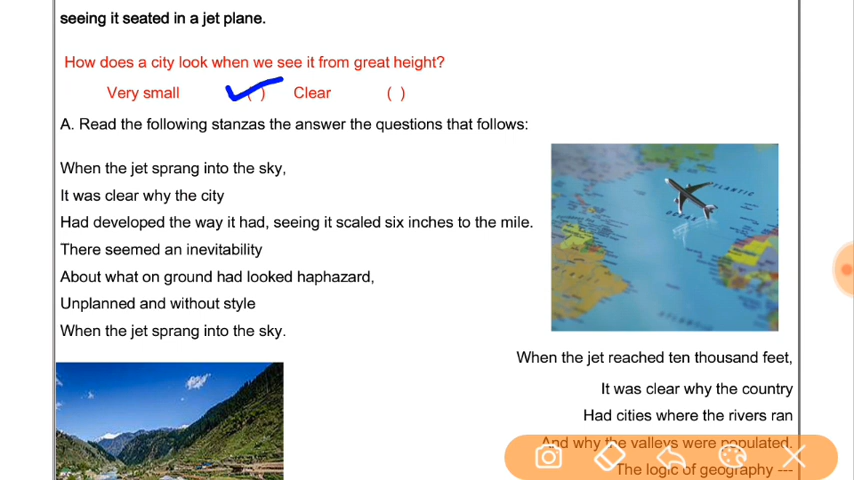 seeing it seated in a jet plane.
How does a city look when we see it from great height?
Very small ( ) Clear ( )
A. Read the following stanzas the answer the questions that follows:
When the jet sprang into the sky,
It was clear why the city
Had developed the way it had, seeing it scaled six inches to the mile.
There seemed an inevitability
About what on ground had looked haphazard,
Unplanned and without style
When the jet sprang into the sky.
ATLANTIC
When the jet reached ten thousand feet,
It was clear why the country
Had cities where the rivers ran
And why the valleys were populated.
The logic of geography ---